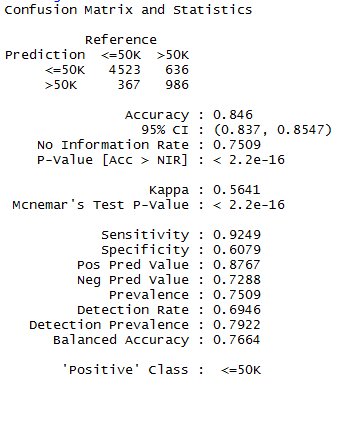 Confusion Matrix and Statistics
Reference
Prediction <=50K >50K
<=50K 4523 636
>50K 367 986
Accuracy : 0.846
95% CI : (0.837, 0.8547)
No Information Rate : 0.7509
P-Value [Acc > NIR] : < 2.2e-16
Kappa : 0.5641
Mcnemar's Test P-Value : < 2.2e-16
Sensitivity : 0.9249
Specificity : 0.6079
Pos Pred Value : 0.8767
Neg Pred Value : 0.7288
Prevalence : 0.7509
Detection Rate : 0.6946
Detection Prevalence : 0.7922
Balanced Accuracy : 0.7664
'Positive' Class : <=50K